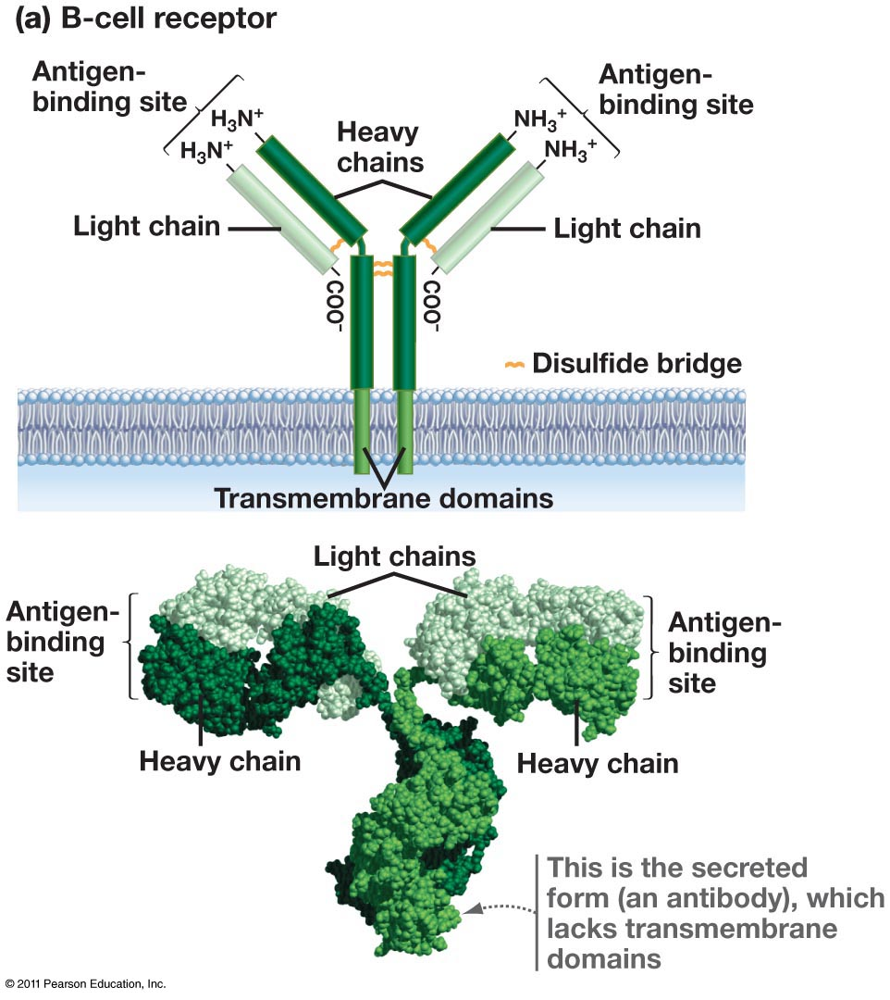 (a) B-cell receptor
Antigen-
binding site
H₃N⁺
H₃N⁺
Heavy
chains
NH₃⁺
NH₃⁺
Antigen-
binding site
Light chain
Light chain
COO⁻
COO⁻
Disulfide bridge
Transmembrane domains
Light chains
Antigen-
binding
site
Antigen-
binding
site
Heavy chain
Heavy chain
This is the secreted
form (an antibody), which
lacks transmembrane
domains
© 2011 Pearson Education, Inc.